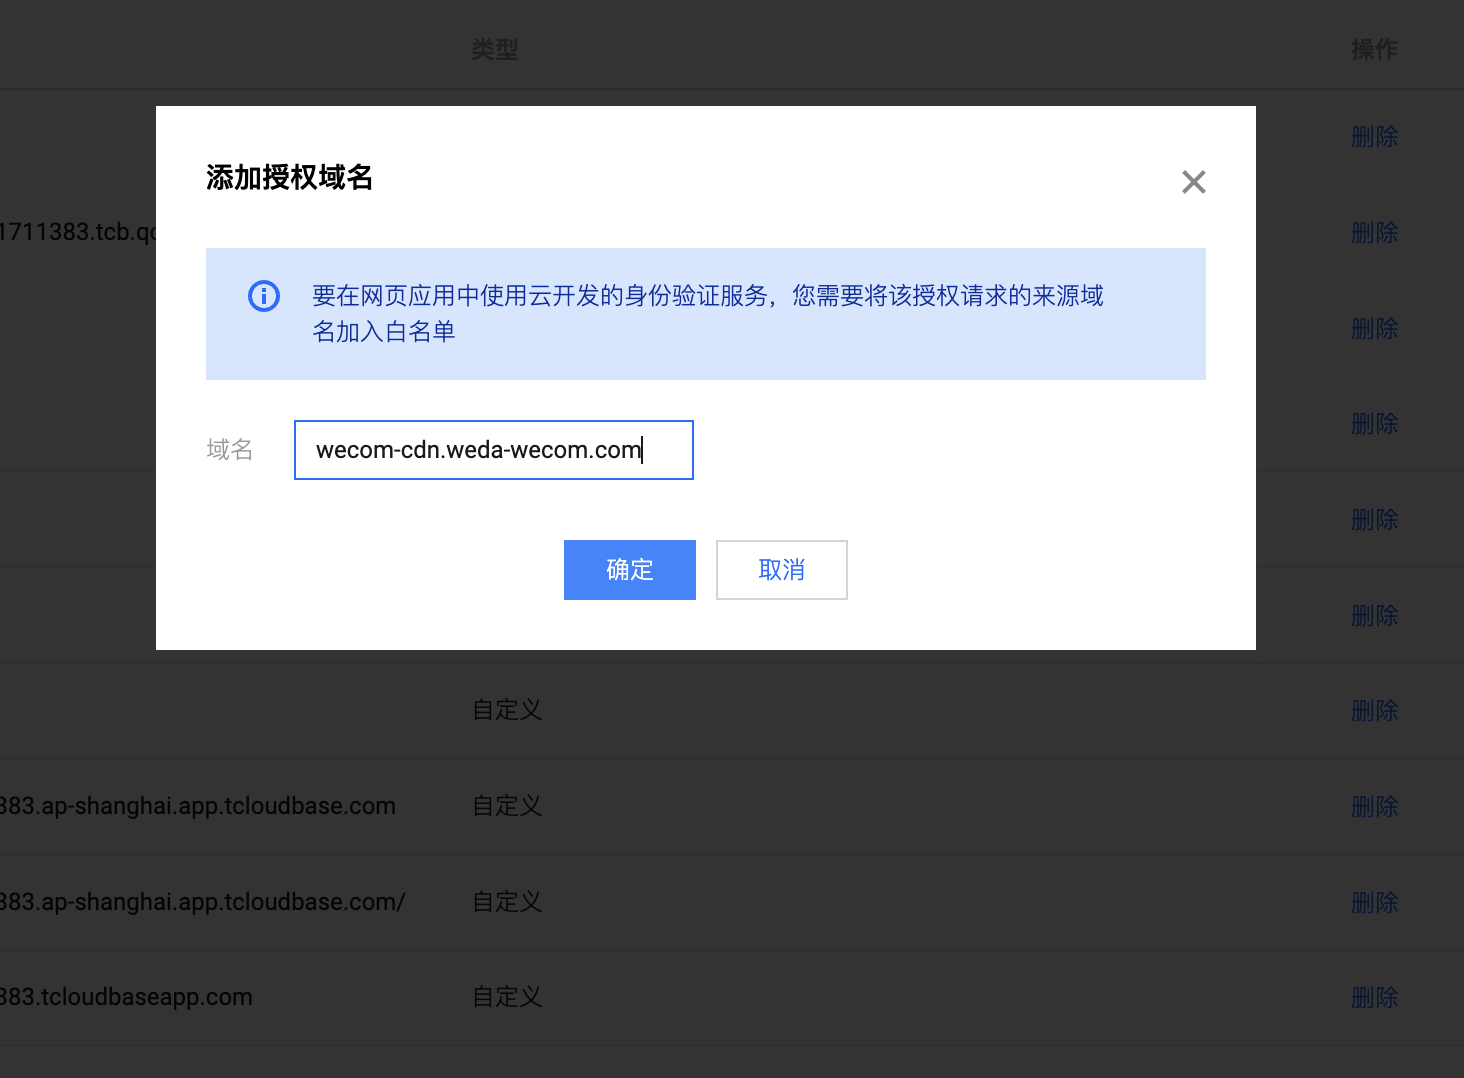 类型
操作
删除
添加授权域名
1711383.tcb.qc
删除
要在网页应用中使用云开发的身份验证服务，您需要将该授权请求的来源域
名加入白名单
删除
删除
域名
wecom-cdn.weda-wecom.com
删除
确定
取消
删除
自定义
删除
383.ap-shanghai.app.tcloudbase.com
自定义
删除
383.ap-shanghai.app.tcloudbase.com/
自定义
删除
383.tcloudbaseapp.com
自定义
删除